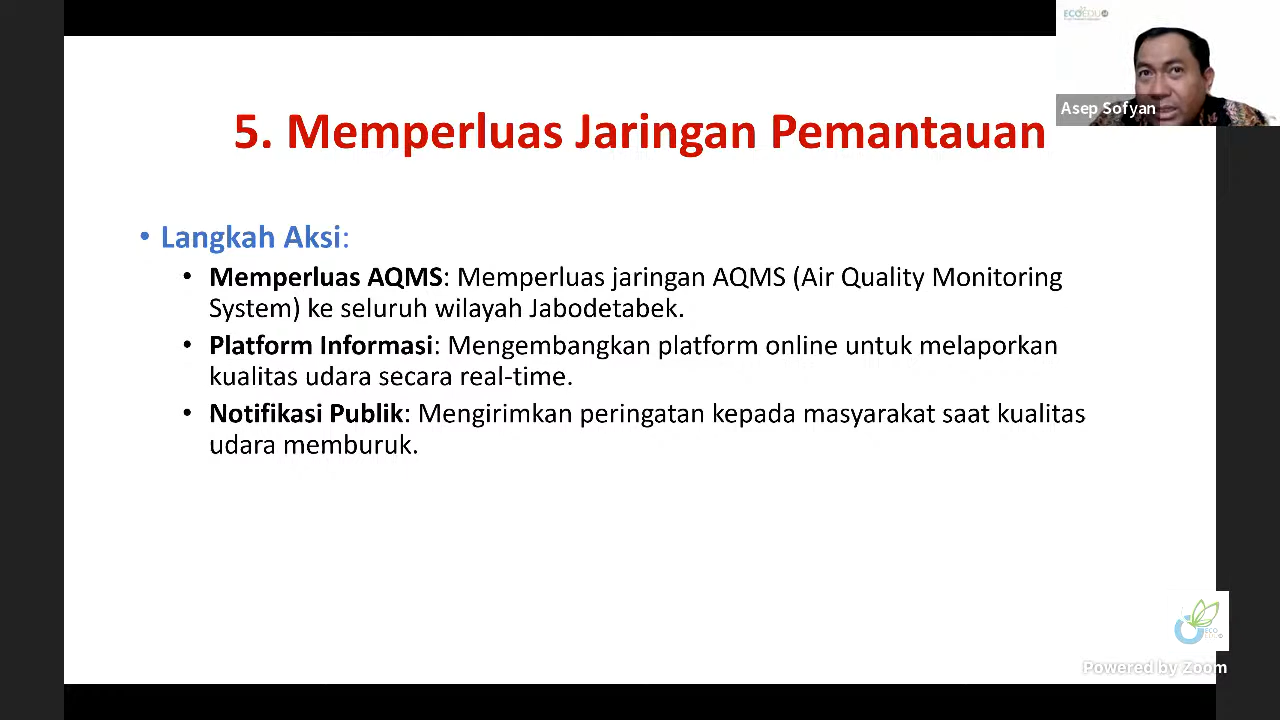 ECOEDU
Asep Sofyan
5. Memperluas Jaringan Pemantauan
• Langkah Aksi:
• Memperluas AQMS: Memperluas jaringan AQMS (Air Quality Monitoring
System) ke seluruh wilayah Jabodetabek.
• Platform Informasi: Mengembangkan platform online untuk melaporkan
kualitas udara secara real-time.
• Notifikasi Publik: Mengirimkan peringatan kepada masyarakat saat kualitas
udara memburuk.
ECO
Powered by Zoom